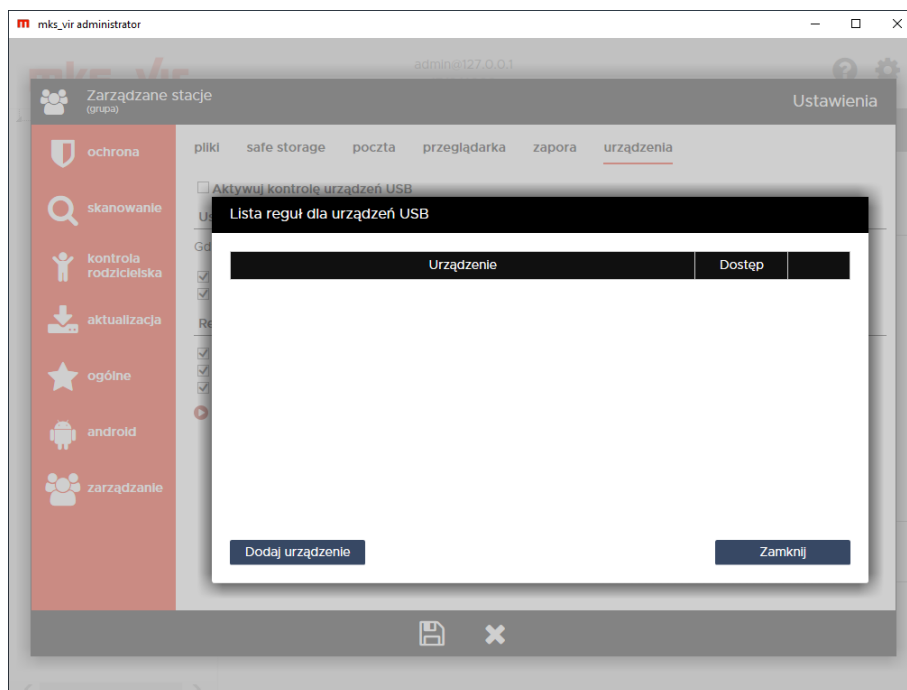 mks_vir administrator
admin@127.0.0.1
Zarządzane stacje
(grupa)
Ustawienia
ochrona
skanowanie
kontrola
rodzicielska
aktualizacja
ogólne
android
zarządzanie
pliki safe storage poczta przeglądarka zapora urządzenia
Aktywuj kontrolę urządzeń USB
Lista reguł dla urządzeń USB
Urządzenie Dostęp
Dodaj urządzenie Zamknij